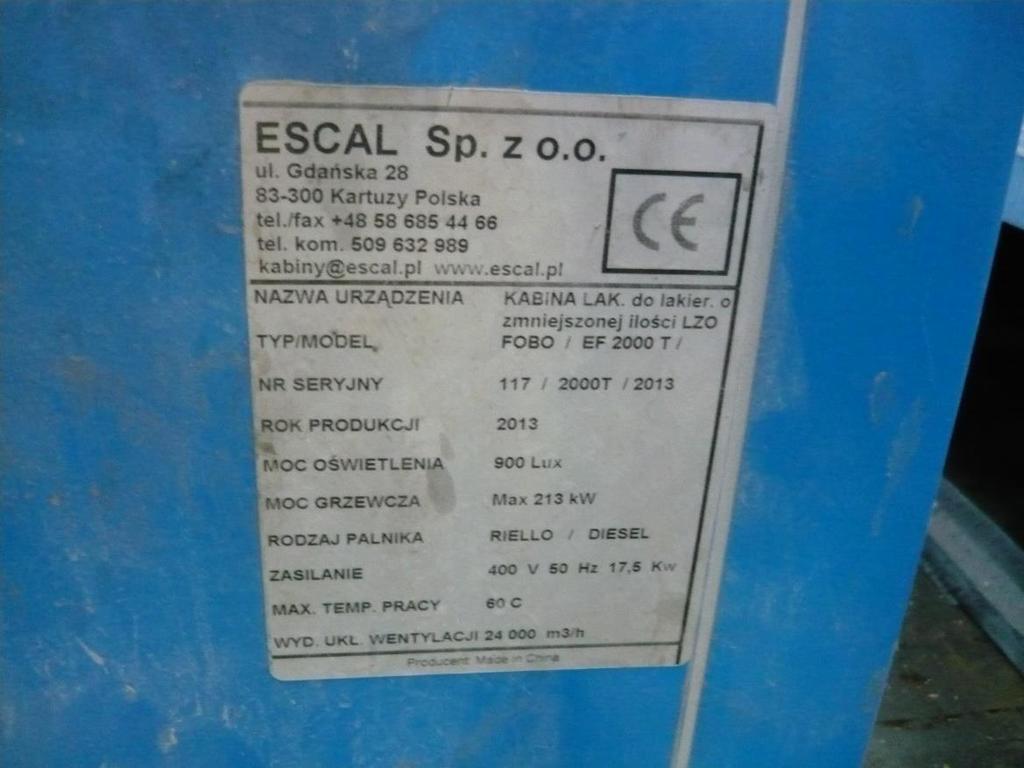 ESCAL Sp. z o.o.
ul. Gdańska 28
83-300 Kartuzy Polska
tel./fax +48 58 685 44 66
tel. kom. 509 632 989
kabiny@escal.pl www.escal.pl
CE
NAZWA URZĄDZENIA KABINA LAK. do lakier. o
zmniejszonej ilości LZO
TYP/MODEL FOBO / EF 2000 T /
NR SERYJNY 117 / 2000T / 2013
ROK PRODUKCJI 2013
MOC OŚWIETLENIA 900 Lux
MOC GRZEWCZA Max 213 kW
RODZAJ PALNIKA RIELLO / DIESEL
ZASILANIE 400 V 50 Hz 17,5 Kw
MAX. TEMP. PRACY 60 C
WYD. UKŁ. WENTYLACJI 24 000 m3/h
Producent: Made in China